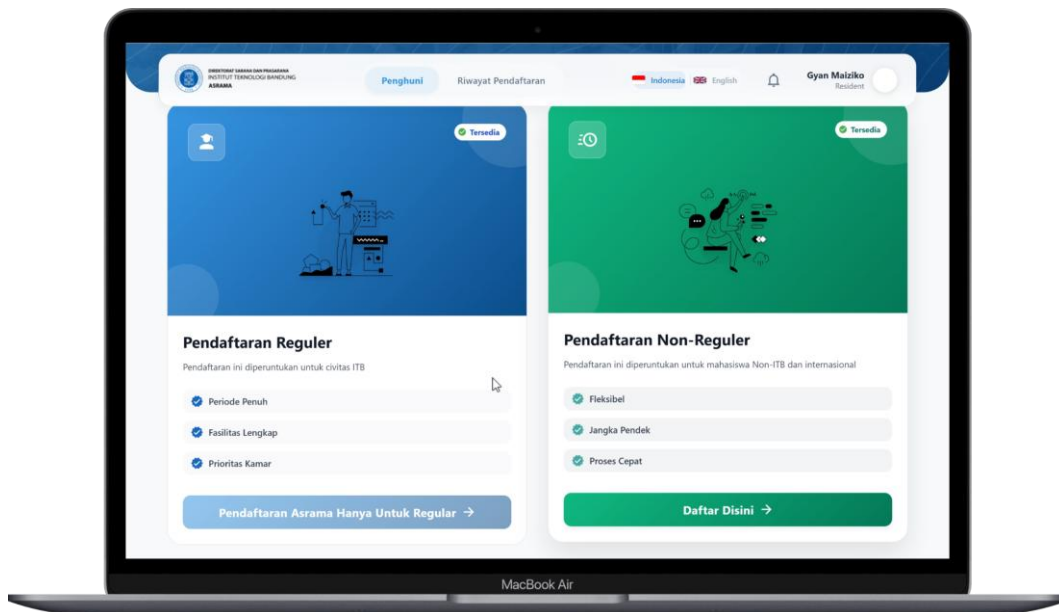 DIREKTORAT SARANA DAN PRASARANA
INSTITUT TEKNOLOGI BANDUNG
ASRAMA
Penghuni
Riwayat Pendaftaran
Indonesia
English
Gyan Maiziko
Resident
Tersedia
Pendaftaran Reguler
Pendaftaran ini diperuntukan untuk civitas ITB
Periode Penuh
Fasilitas Lengkap
Prioritas Kamar
Pendaftaran Asrama Hanya Untuk Regular →
Tersedia
Pendaftaran Non-Reguler
Pendaftaran ini diperuntukan untuk mahasiswa Non-ITB dan internasional
Fleksibel
Jangka Pendek
Proses Cepat
Daftar Disini →
MacBook Air